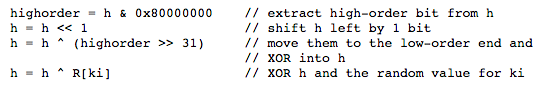 highorder = h & 0x80000000    // extract high-order bit from h
h = h << 1                    // shift h left by 1 bit
h = h ^ (highorder >> 31)     // move them to the low-order end and
                              // XOR into h
h = h ^ R[ki]                 // XOR h and the random value for ki